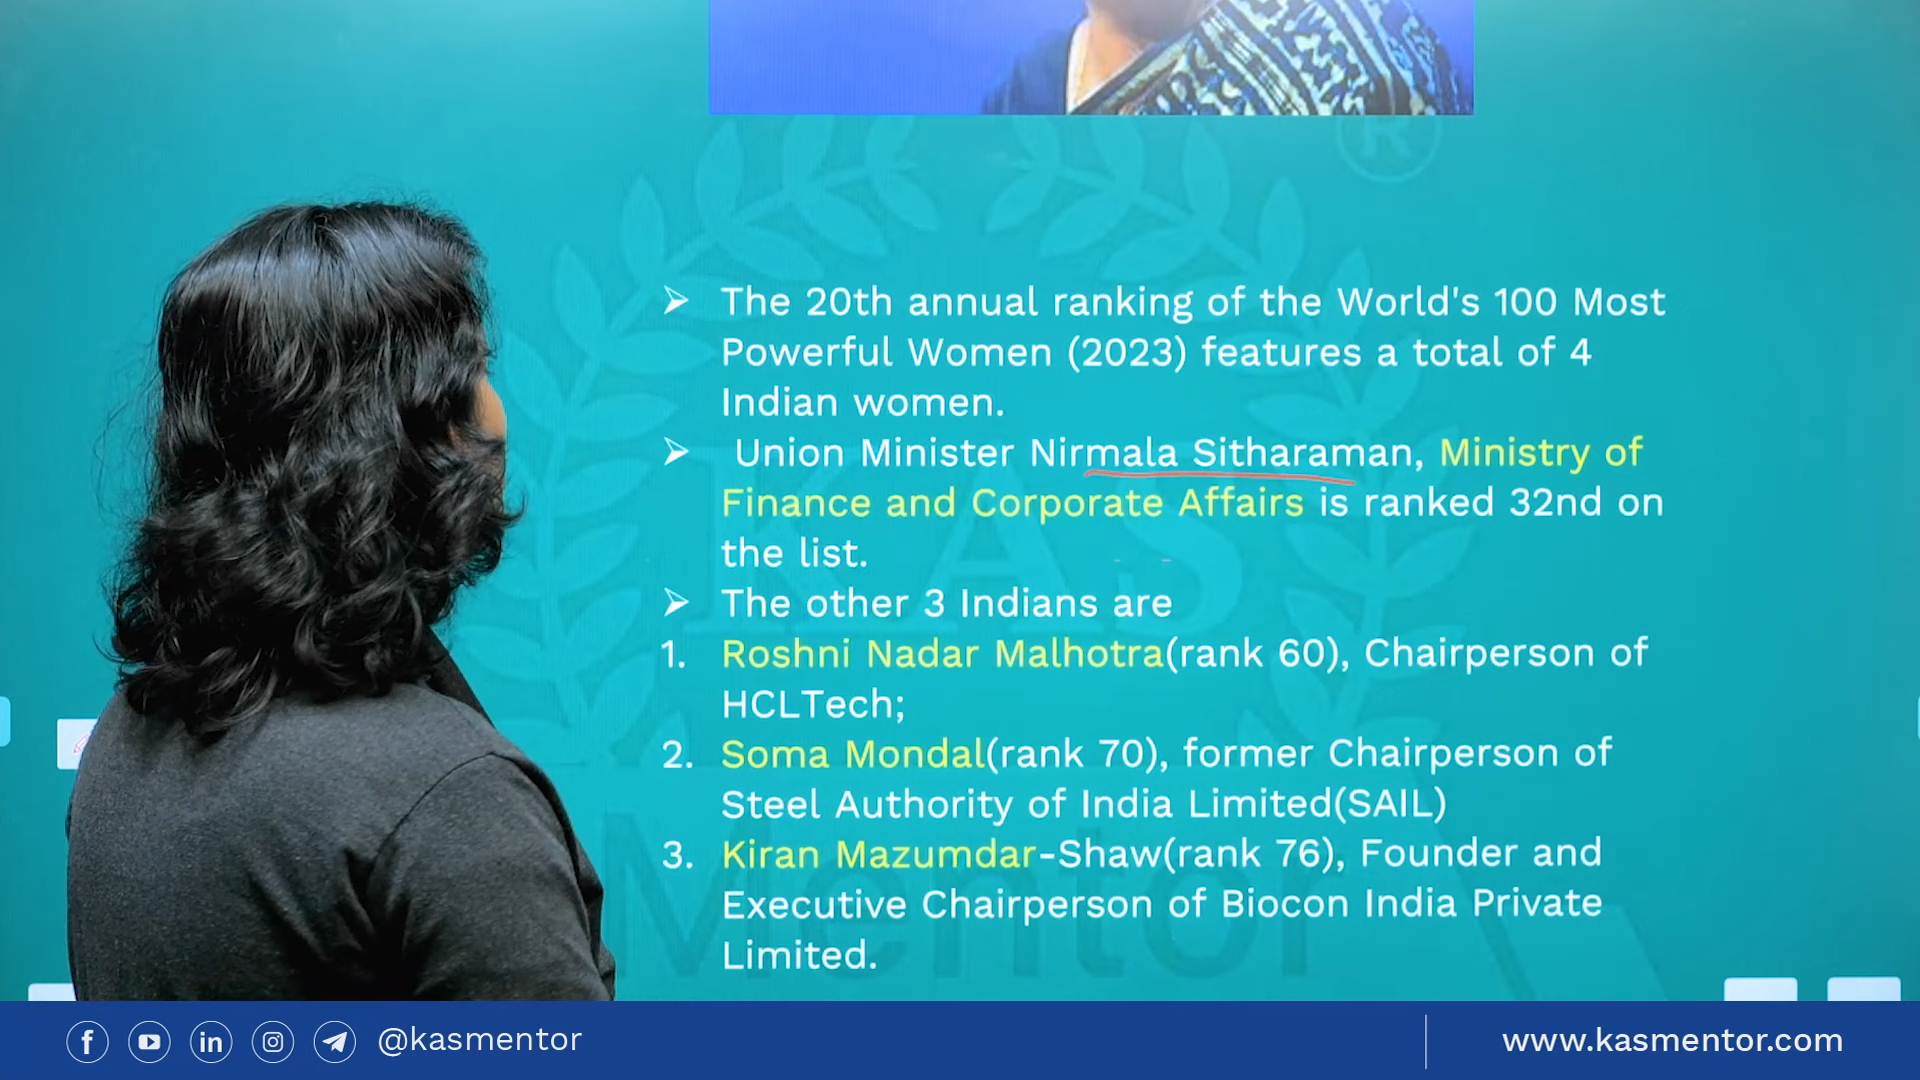 ®
➢ The 20th annual ranking of the World's 100 Most
Powerful Women (2023) features a total of 4
Indian women.
➢ Union Minister Nirmala Sitharaman, Ministry of
Finance and Corporate Affairs is ranked 32nd on
the list.
➢ The other 3 Indians are
1. Roshni Nadar Malhotra(rank 60), Chairperson of
HCLTech;
2. Soma Mondal(rank 70), former Chairperson of
Steel Authority of India Limited(SAIL)
3. Kiran Mazumdar-Shaw(rank 76), Founder and
Executive Chairperson of Biocon India Private
Limited.
KAS
Mentor
@kasmentor
www.kasmentor.com